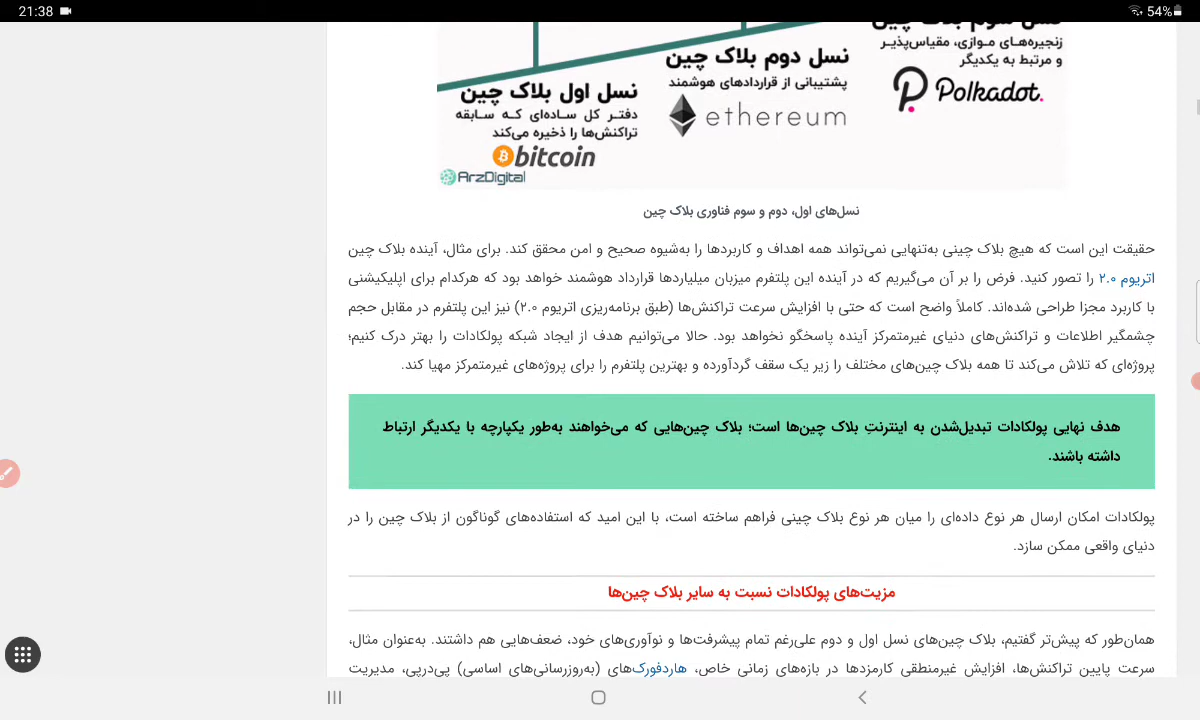 21:38
54%
نسل سوم بلاک چین
زنجیره‌های موازی، مقیاس‌پذیر
و مرتبط به یکدیگر
Polkadot.
نسل دوم بلاک چین
پشتیبانی از قراردادهای هوشمند
ethereum
نسل اول بلاک چین
دفتر کل ساده‌ای که سابقه
تراکنش‌ها را ذخیره می‌کند
bitcoin
ArzDigital
نسل‌های اول، دوم و سوم فناوری بلاک چین
حقیقت این است که هیچ بلاک چینی به‌تنهایی نمی‌تواند همه اهداف و کاربردها را به‌شیوه صحیح و امن محقق کند. برای مثال، آینده بلاک چین
اتریوم ۲.۰ را تصور کنید. فرض را بر آن می‌گیریم که در آینده این پلتفرم میزبان میلیاردها قرارداد هوشمند خواهد بود که هرکدام برای اپلیکیشنی
با کاربرد مجزا طراحی شده‌اند. کاملاً واضح است که حتی با افزایش سرعت تراکنش‌ها (طبق برنامه‌ریزی اتریوم ۲.۰) نیز این پلتفرم در مقابل حجم
چشمگیر اطلاعات و تراکنش‌های دنیای غیرمتمرکز آینده پاسخگو نخواهد بود. حالا می‌توانیم هدف از ایجاد شبکه پولکادات را بهتر درک کنیم؛
پروژه‌ای که تلاش می‌کند تا همه بلاک چین‌های مختلف را زیر یک سقف گردآورده و بهترین پلتفرم را برای پروژه‌های غیرمتمرکز مهیا کند.
هدف نهایی پولکادات تبدیل‌شدن به اینترنتِ بلاک چین‌ها است؛ بلاک چین‌هایی که می‌خواهند به‌طور یکپارچه با یکدیگر ارتباط
داشته باشند.
پولکادات امکان ارسال هر نوع داده‌ای را میان هر نوع بلاک چینی فراهم ساخته است، با این امید که استفاده‌های گوناگون از بلاک چین را در
دنیای واقعی ممکن سازد.
مزیت‌های پولکادات نسبت به سایر بلاک چین‌ها
همان‌طور که پیش‌تر گفتیم، بلاک چین‌های نسل اول و دوم علی‌رغم تمام پیشرفت‌ها و نوآوری‌های خود، ضعف‌هایی هم داشتند. به‌عنوان مثال،
سرعت پایین تراکنش‌ها، افزایش غیرمنطقی کارمزدها در بازه‌های زمانی خاص، هاردفورک‌های (به‌روزرسانی‌های اساسی) پی‌درپی، مدیریت